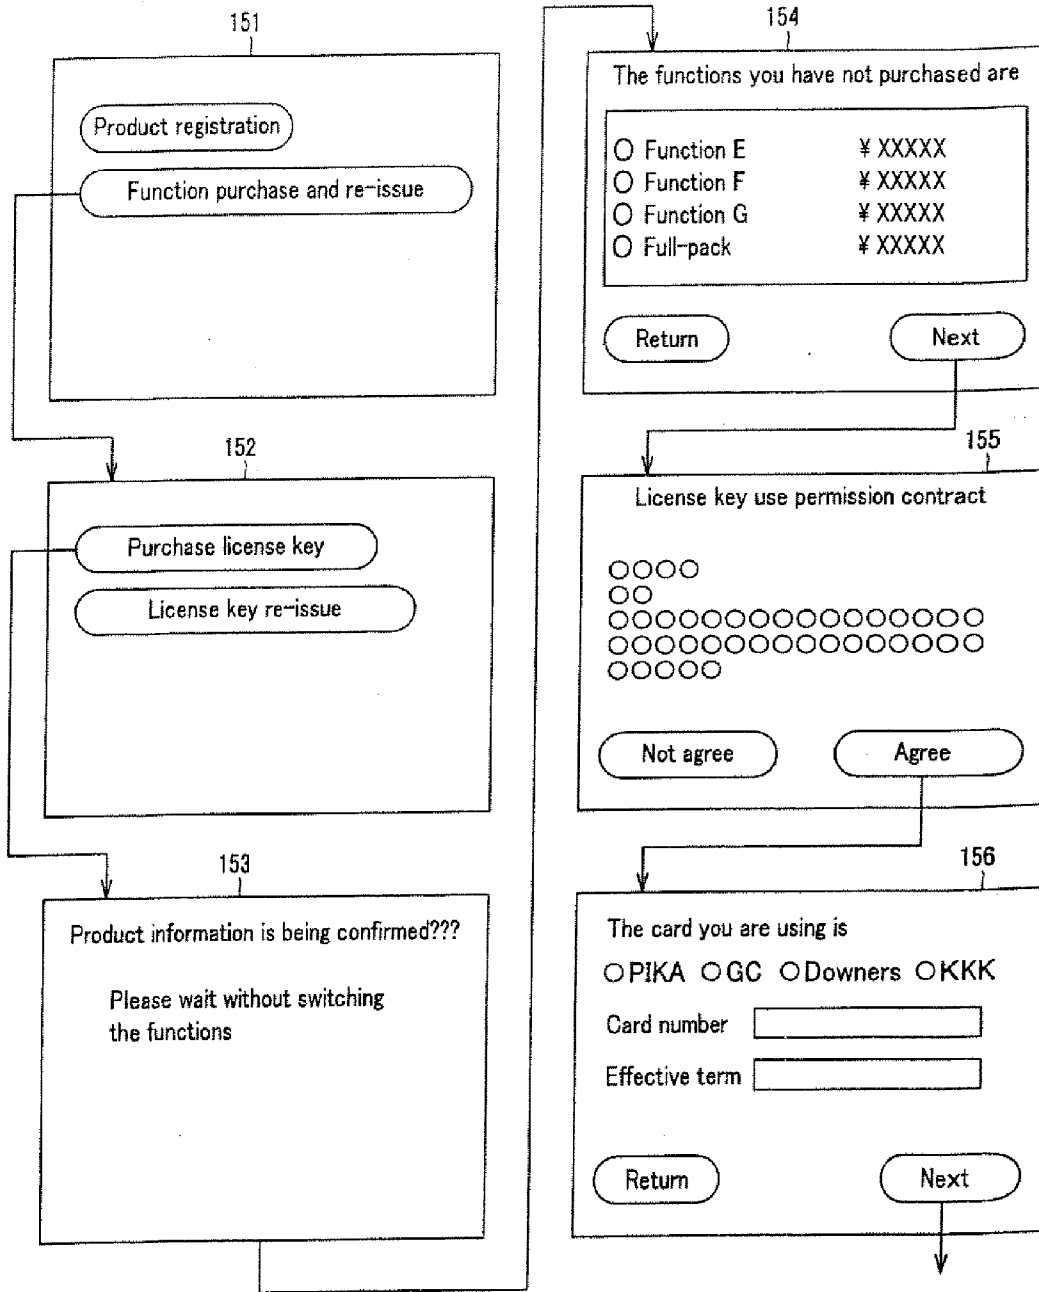 151
Product registration
Function purchase and re-issue
152
Purchase license key
License key re-issue
153
Product information is being confirmed???
Please wait without switching
the functions
154
The functions you have not purchased are
○ Function E ¥ XXXXX
○ Function F ¥ XXXXX
○ Function G ¥ XXXXX
○ Full-pack ¥ XXXXX
Return Next
155
License key use permission contract
○○○○
○○
○○○○○○○○○○○○○○○
○○○○○○○○○○○○○○○
○○○○○
Not agree Agree
156
The card you are using is
○PIKA ○GC ○Downers ○KKK
Card number
Effective term
Return Next